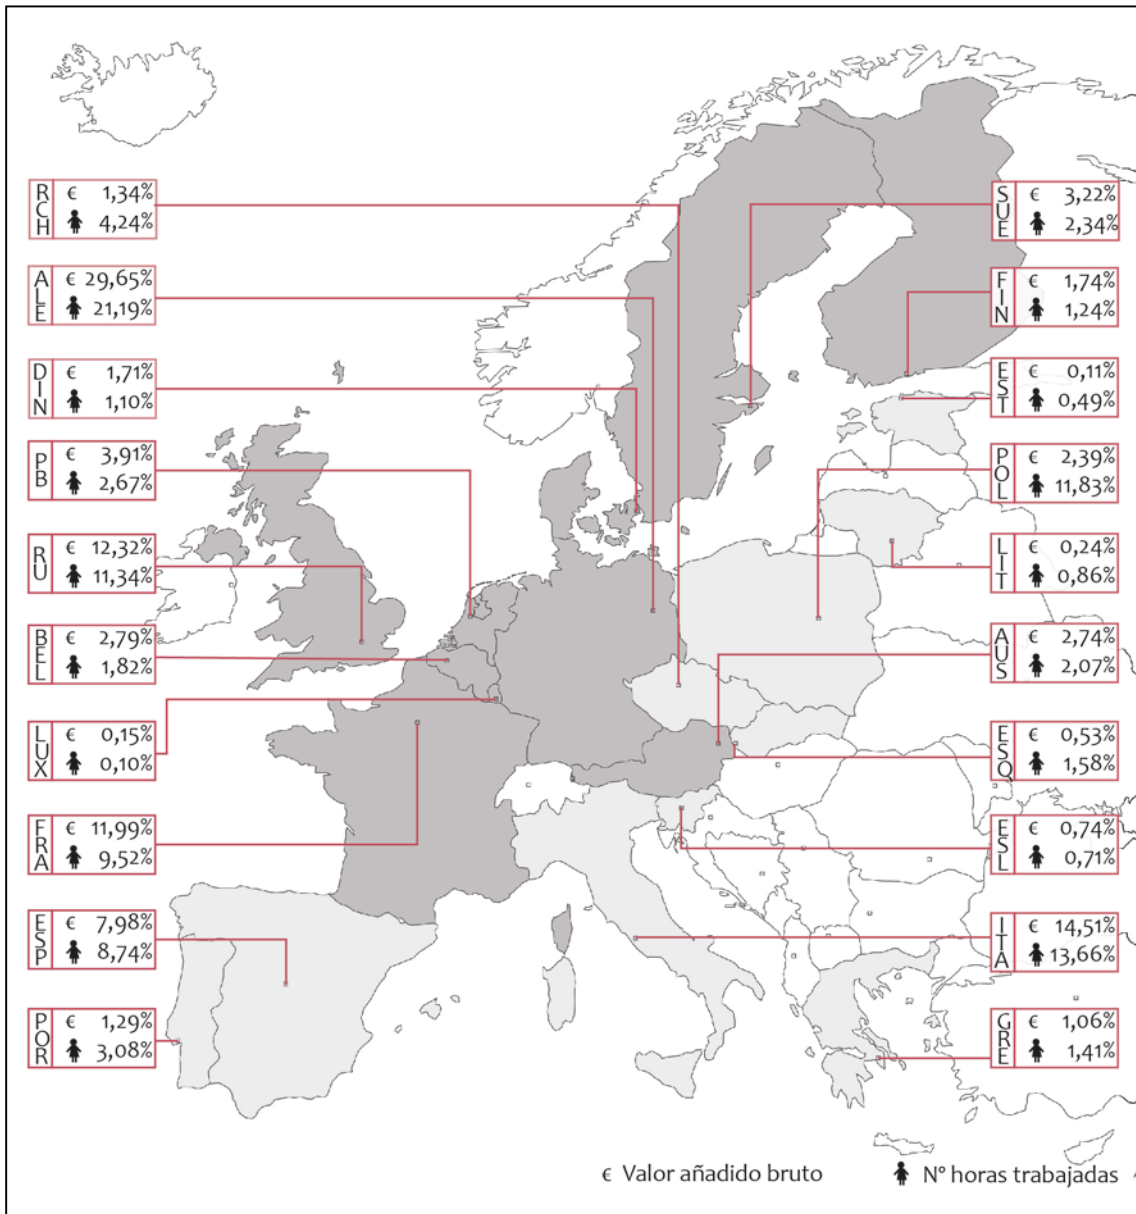 RCH € 1,34%
4,24%
ALE € 29,65%
21,19%
DIN € 1,71%
1,10%
PB € 3,91%
2,67%
RU € 12,32%
11,34%
BEL € 2,79%
1,82%
LUX € 0,15%
0,10%
FRA € 11,99%
9,52%
ESP € 7,98%
8,74%
POR € 1,29%
3,08%
SUE € 3,22%
2,34%
FIN € 1,74%
1,24%
EST € 0,11%
0,49%
POL € 2,39%
11,83%
LIT € 0,24%
0,86%
AUS € 2,74%
2,07%
ESQ € 0,53%
1,58%
ESL € 0,74%
0,71%
ITA € 14,51%
13,66%
GRE € 1,06%
1,41%
€ Valor añadido bruto Nº horas trabajadas